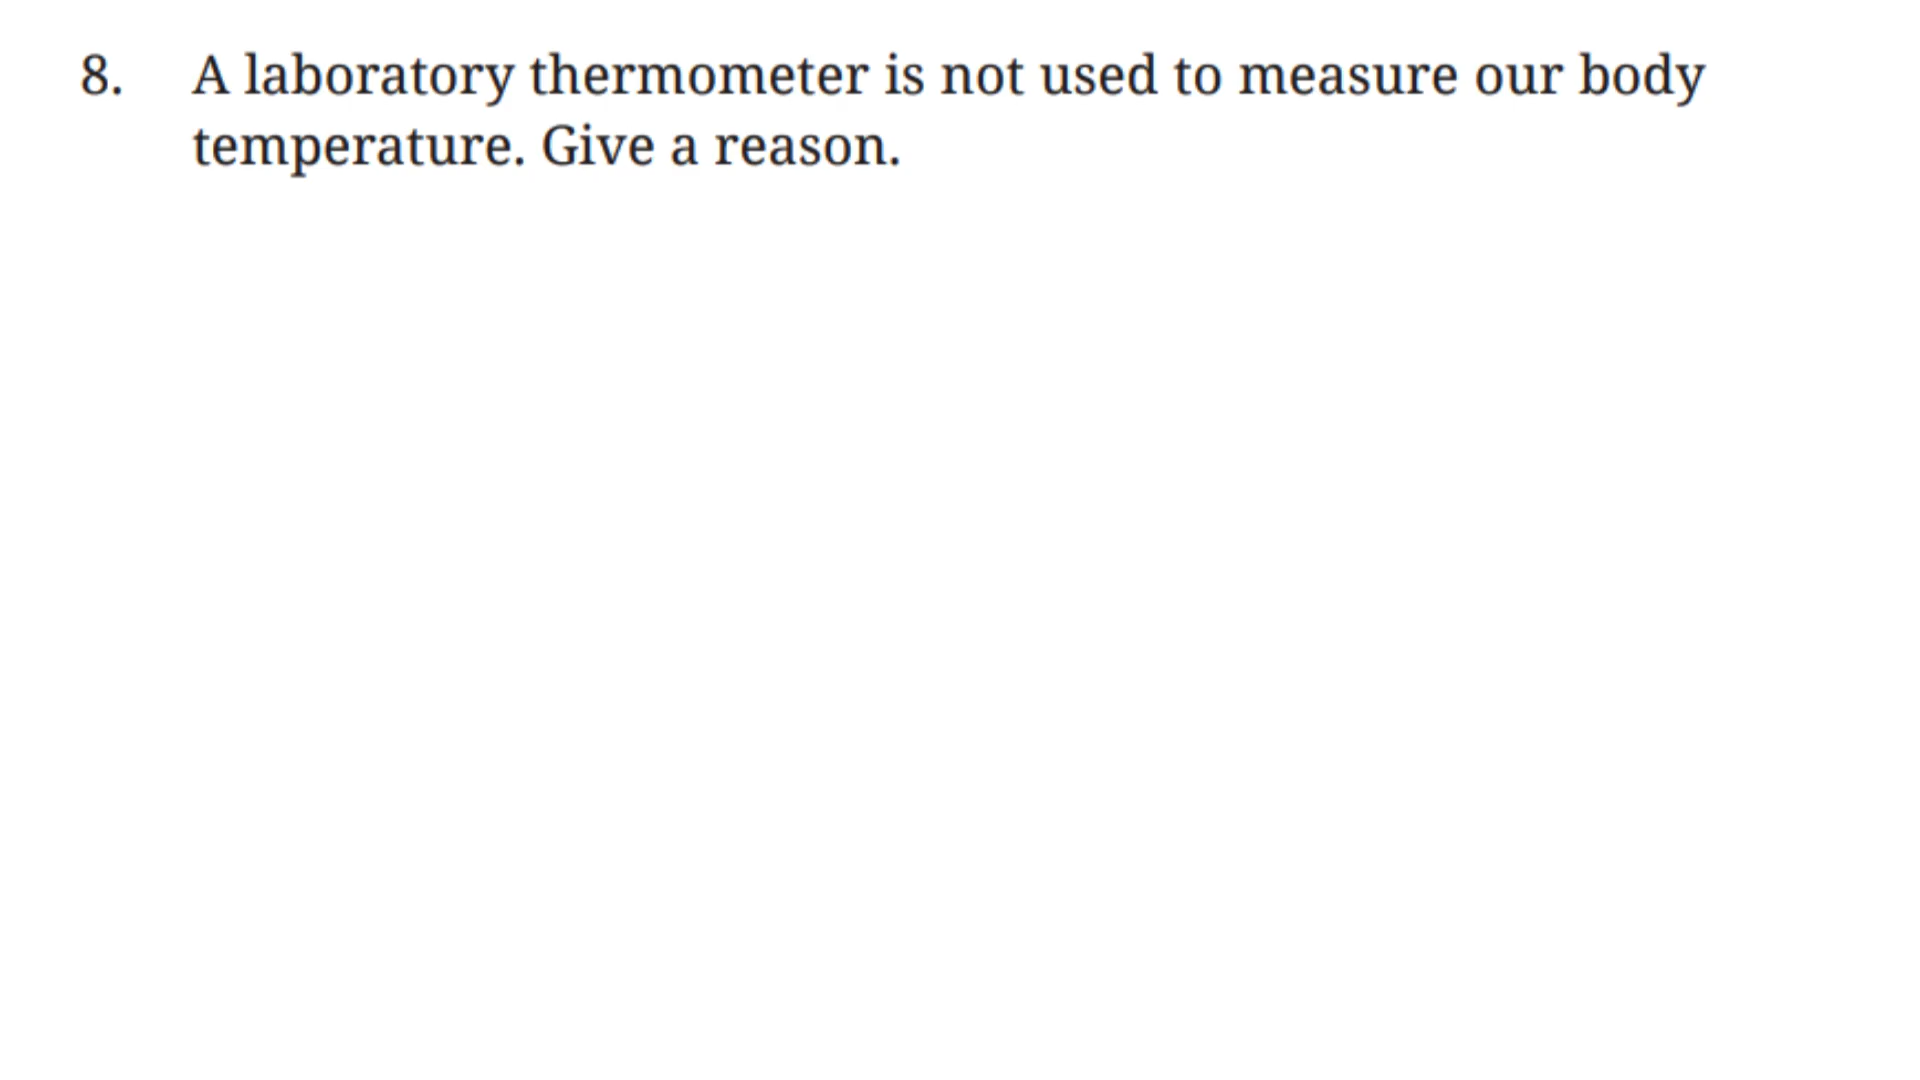 8. A laboratory thermometer is not used to measure our body
temperature. Give a reason.